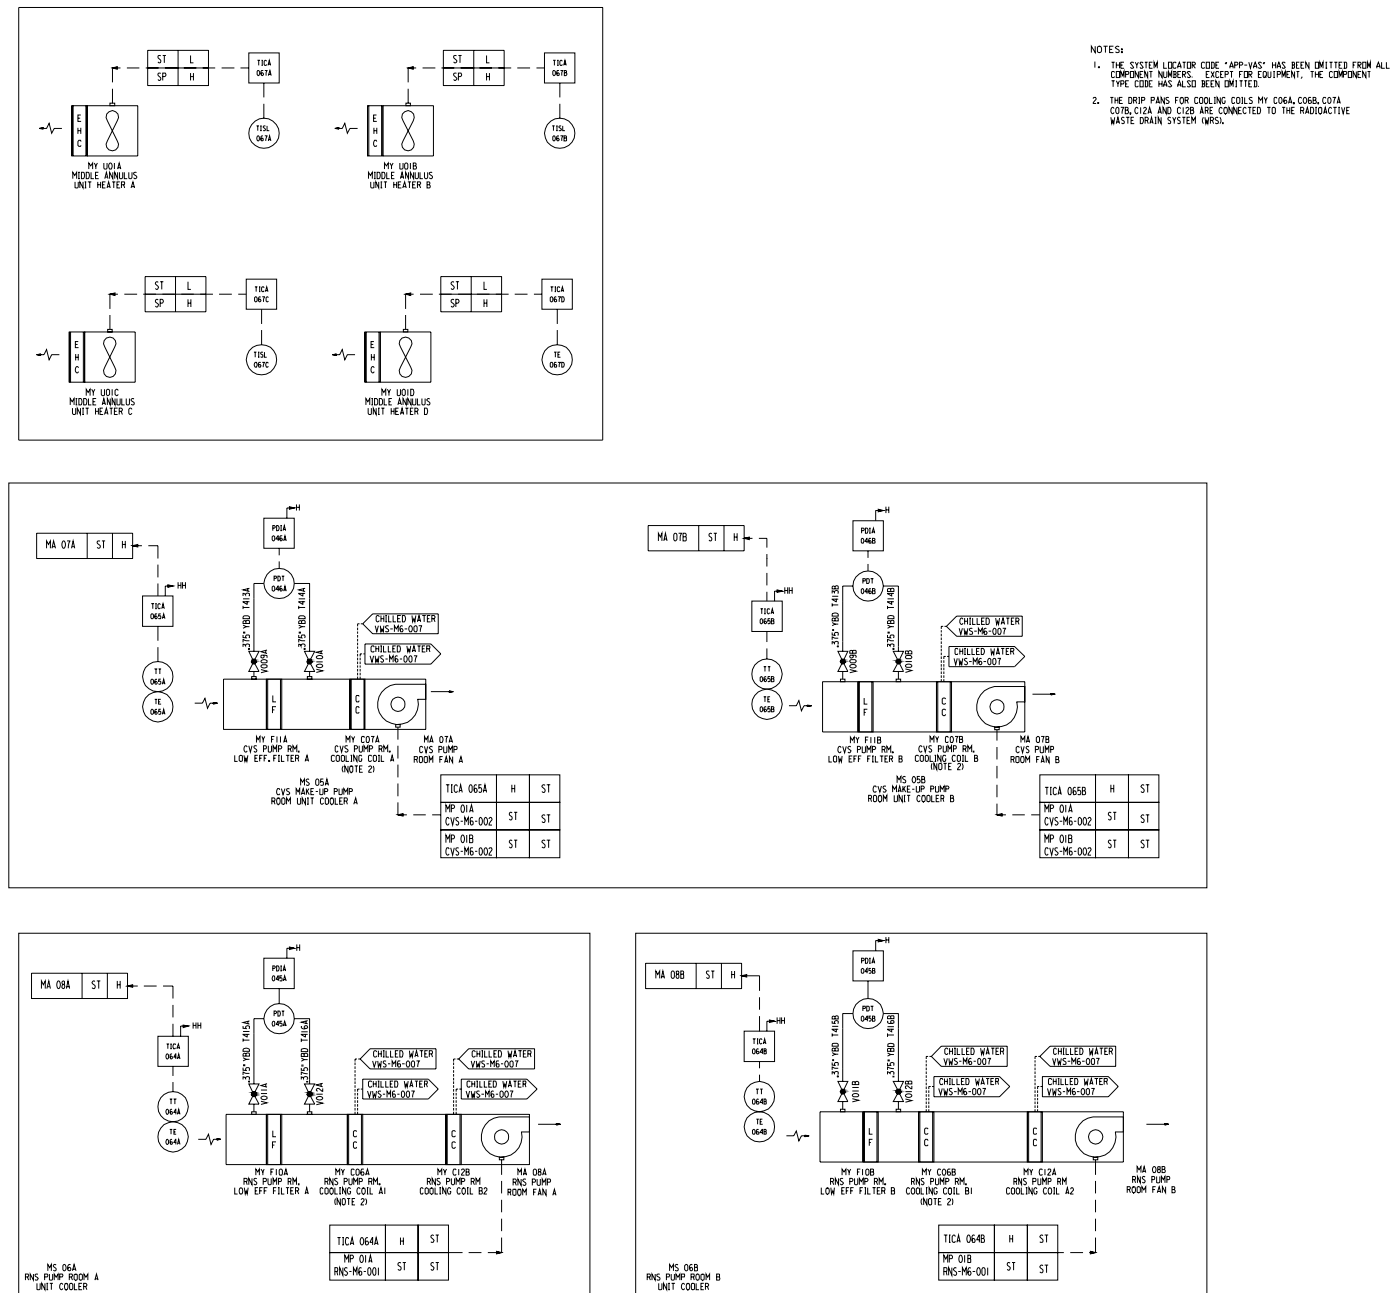 NOTES:
1. THE SYSTEM LOCATOR CODE "APP-VAS" HAS BEEN OMITTED FROM ALL
COMPONENT NUMBERS. EXCEPT FOR EQUIPMENT, THE COMPONENT
TYPE CODE HAS ALSO BEEN OMITTED.
2. THE DRIP PANS FOR COOLING COILS MY C06A, C06B, C07A
C07B, C12A AND C12B ARE CONNECTED TO THE RADIOACTIVE
WASTE DRAIN SYSTEM (WRS).
ST L
SP H
TICA
067A
TISL
067A
E
H
C
MY U01A
MIDDLE ANNULUS
UNIT HEATER A
ST L
SP H
TICA
067B
TISL
067B
E
H
C
MY U01B
MIDDLE ANNULUS
UNIT HEATER B
ST L
SP H
TICA
067C
TISL
067C
E
H
C
MY U01C
MIDDLE ANNULUS
UNIT HEATER C
ST L
SP H
TICA
067D
TE
067D
E
H
C
MY U01D
MIDDLE ANNULUS
UNIT HEATER D
MA 07A ST H
HH
TICA
065A
TT
065A
TE
065A
H
PDIA
046A
PDT
046A
.375" YBD T413A
.375" YBD T414A
V009A
V010A
CHILLED WATER
VWS-M6-007
CHILLED WATER
VWS-M6-007
L
F
C
C
MY F11A
CVS PUMP RM.
LOW EFF. FILTER A
MY C07A
CVS PUMP RM.
COOLING COIL A
(NOTE 2)
MA 07A
CVS PUMP
ROOM FAN A
MS 05A
CVS MAKE-UP PUMP
ROOM UNIT COOLER A
TICA 065A H ST
MP 01A
CVS-M6-002 ST ST
MP 01B
CVS-M6-002 ST ST
MA 07B ST H
HH
TICA
065B
TT
065B
TE
065B
H
PDIA
046B
PDT
046B
.375" YBD T413B
.375" YBD T414B
V009B
V010B
CHILLED WATER
VWS-M6-007
CHILLED WATER
VWS-M6-007
L
F
C
C
MY F11B
CVS PUMP RM.
LOW EFF FILTER B
MY C07B
CVS PUMP RM.
COOLING COIL B
(NOTE 2)
MA 07B
CVS PUMP
ROOM FAN B
MS 05B
CVS MAKE-UP PUMP
ROOM UNIT COOLER B
TICA 065B H ST
MP 01A
CVS-M6-002 ST ST
MP 01B
CVS-M6-002 ST ST
MA 08A ST H
HH
TICA
064A
TT
064A
TE
064A
H
PDIA
045A
PDT
045A
.375" YBD T415A
.375" YBD T416A
V011A
V012A
CHILLED WATER
VWS-M6-007
CHILLED WATER
VWS-M6-007
CHILLED WATER
VWS-M6-007
CHILLED WATER
VWS-M6-007
L
F
C
C
C
C
MY F10A
RNS PUMP RM.
LOW EFF FILTER A
MY C06A
RNS PUMP RM.
COOLING COIL A1
(NOTE 2)
MY C12B
RNS PUMP RM
COOLING COIL B2
MA 08A
RNS PUMP
ROOM FAN A
TICA 064A H ST
MP 01A
RNS-M6-001 ST ST
MS 06A
RNS PUMP ROOM A
UNIT COOLER
MA 08B ST H
HH
TICA
064B
TT
064B
TE
064B
H
PDIA
045B
PDT
045B
.375" YBD T415B
.375" YBD T416B
V011B
V012B
CHILLED WATER
VWS-M6-007
CHILLED WATER
VWS-M6-007
CHILLED WATER
VWS-M6-007
CHILLED WATER
VWS-M6-007
L
F
C
C
C
C
MY F10B
RNS PUMP RM.
LOW EFF FILTER B
MY C06B
RNS PUMP RM.
COOLING COIL B1
(NOTE 2)
MY C12A
RNS PUMP RM
COOLING COIL A2
MA 08B
RNS PUMP
ROOM FAN B
TICA 064B H ST
MP 01B
RNS-M6-001 ST ST
MS 06B
RNS PUMP ROOM B
UNIT COOLER